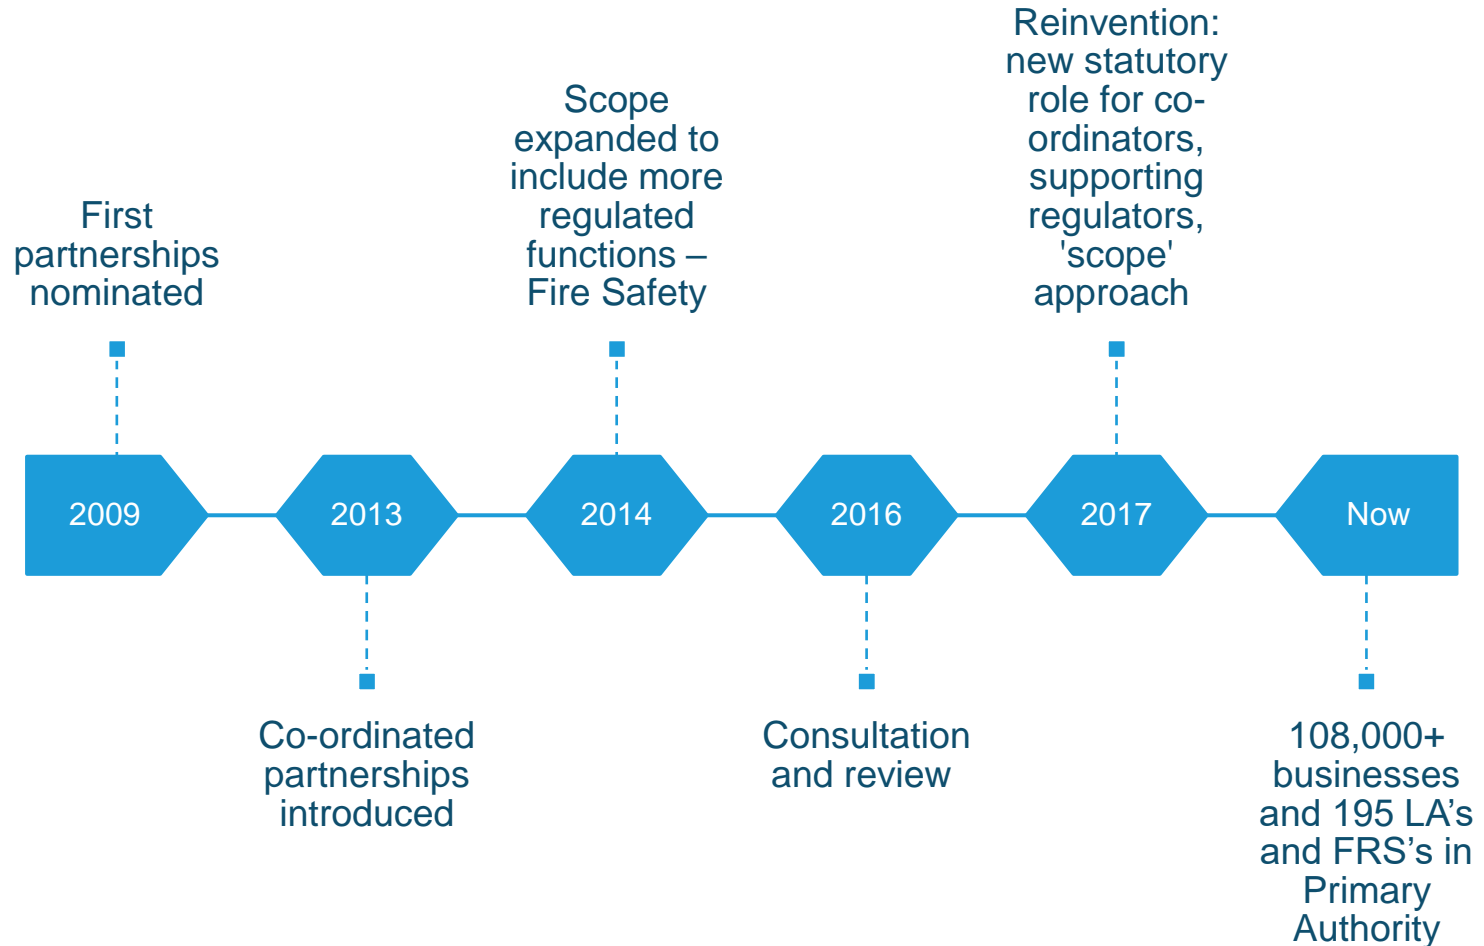 First
partnerships
nominated
Scope
expanded to
include more
regulated
functions –
Fire Safety
Reinvention:
new statutory
role for co-
ordinators,
supporting
regulators,
'scope'
approach
2009
2013
2014
2016
2017
Now
Co-ordinated
partnerships
introduced
Consultation
and review
108,000+
businesses
and 195 LA’s
and FRS’s in
Primary
Authority